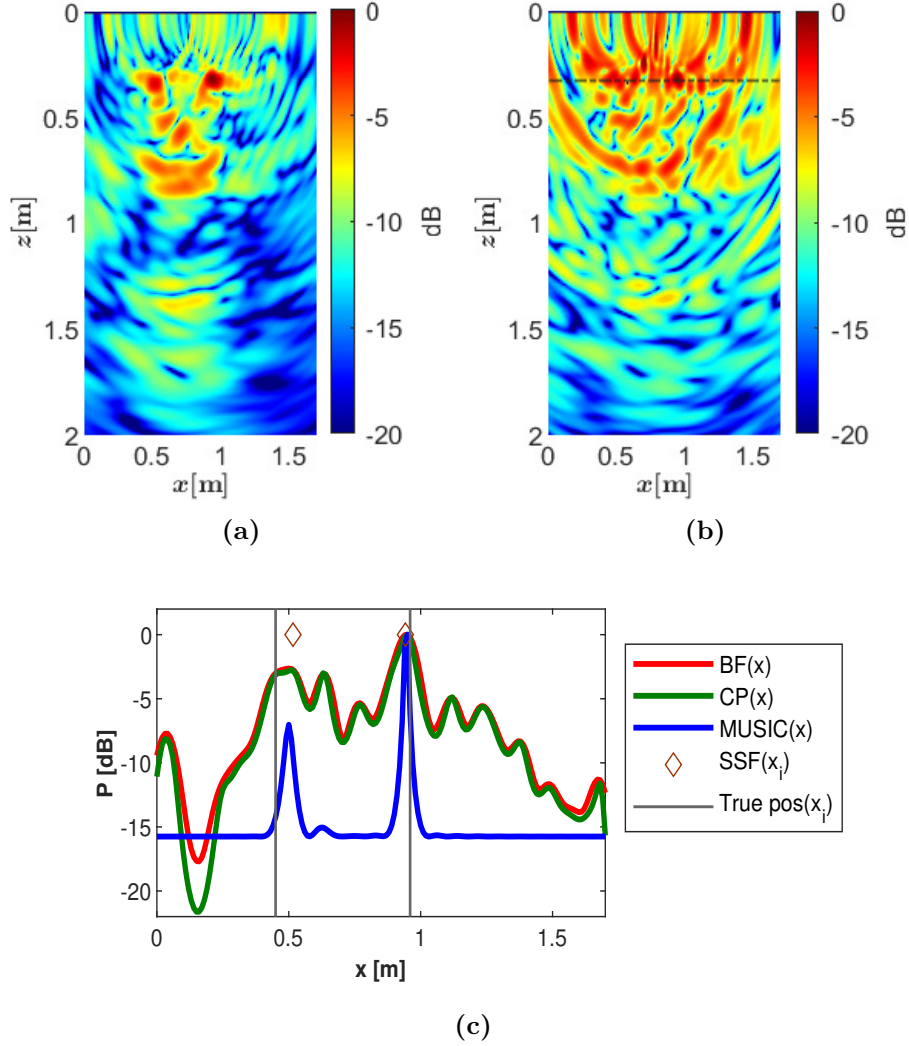 0
0.5
1
1.5
2
z[m]
0 0.5 1 1.5
x[m]
0
-5
-10
-15
-20
dB
(a)
0
0.5
1
1.5
2
z[m]
0 0.5 1 1.5
x[m]
0
-5
-10
-15
-20
dB
(b)
0
-5
-10
-15
-20
P [dB]
0 0.5 1 1.5
x [m]
BF(x)
CP(x)
MUSIC(x)
SSF(x_i)
True pos(x_i)
(c)